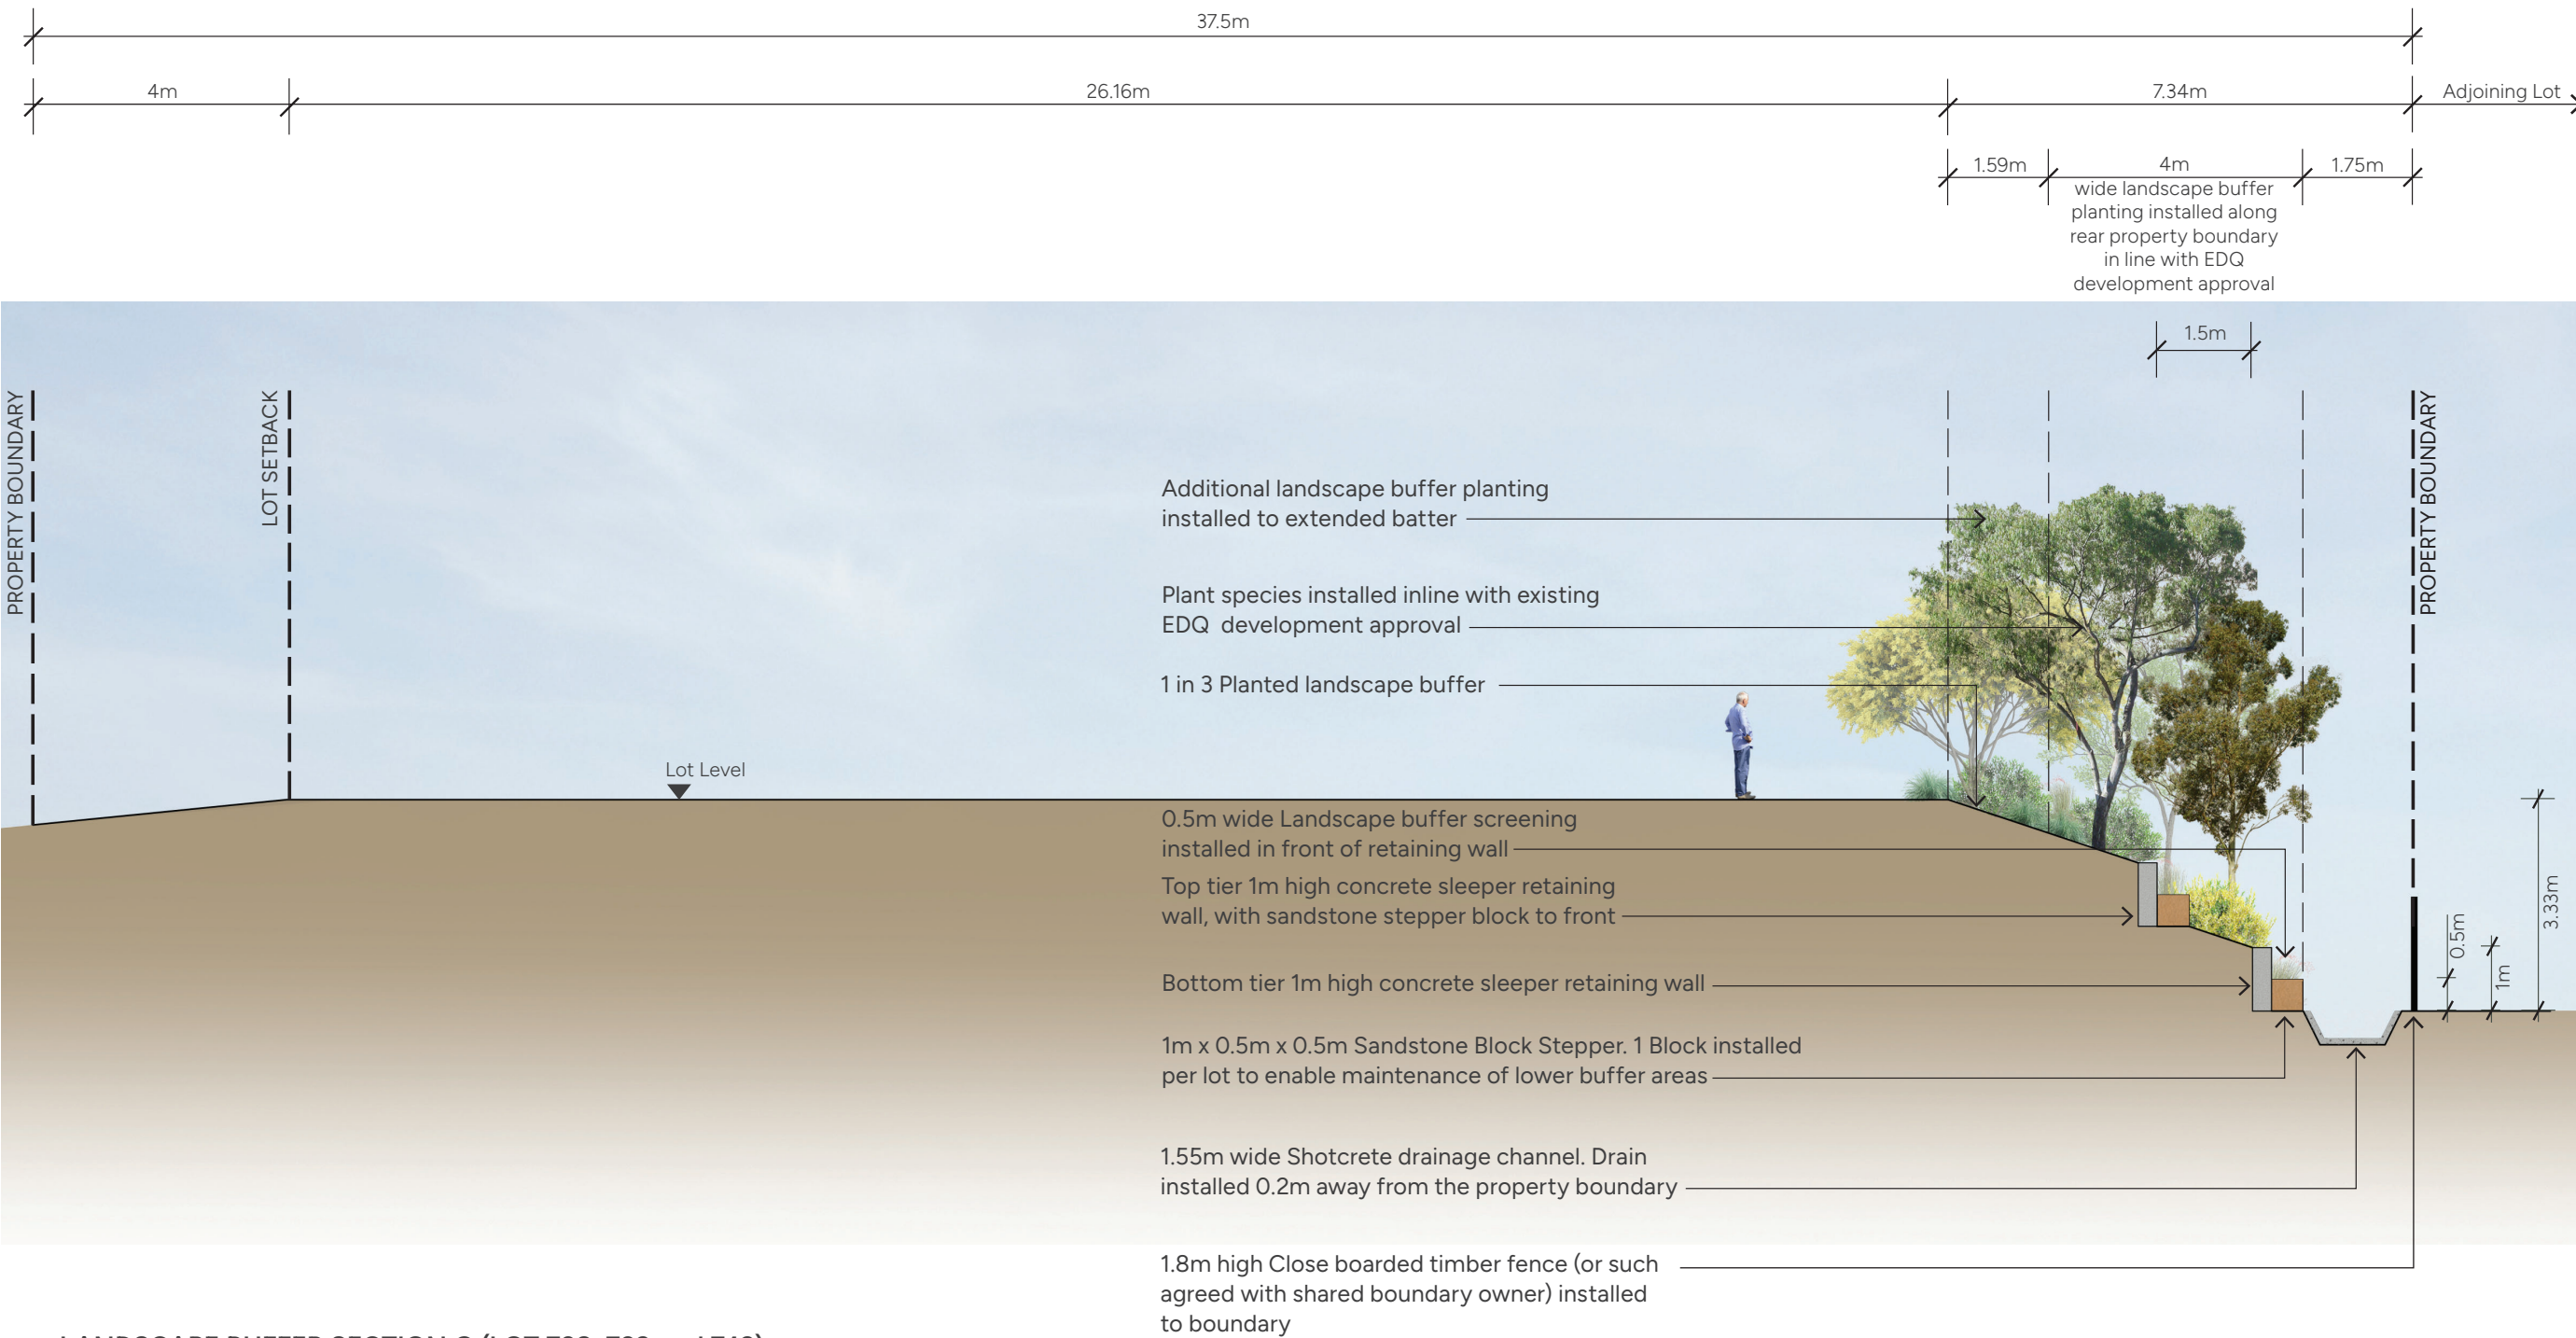 37.5m
4m
26.16m
7.34m
Adjoining Lot
1.59m
4m
1.75m
wide landscape buffer
planting installed along
rear property boundary
in line with EDQ
development approval
1.5m
PROPERTY BOUNDARY
LOT SETBACK
PROPERTY BOUNDARY
Additional landscape buffer planting
installed to extended batter
Plant species installed inline with existing
EDQ development approval
1 in 3 Planted landscape buffer
Lot Level
0.5m wide Landscape buffer screening
installed in front of retaining wall
Top tier 1m high concrete sleeper retaining
wall, with sandstone stepper block to front
3.33m
0.5m
1m
Bottom tier 1m high concrete sleeper retaining wall
1m x 0.5m x 0.5m Sandstone Block Stepper. 1 Block installed
per lot to enable maintenance of lower buffer areas
1.55m wide Shotcrete drainage channel. Drain
installed 0.2m away from the property boundary
1.8m high Close boarded timber fence (or such
agreed with shared boundary owner) installed
to boundary